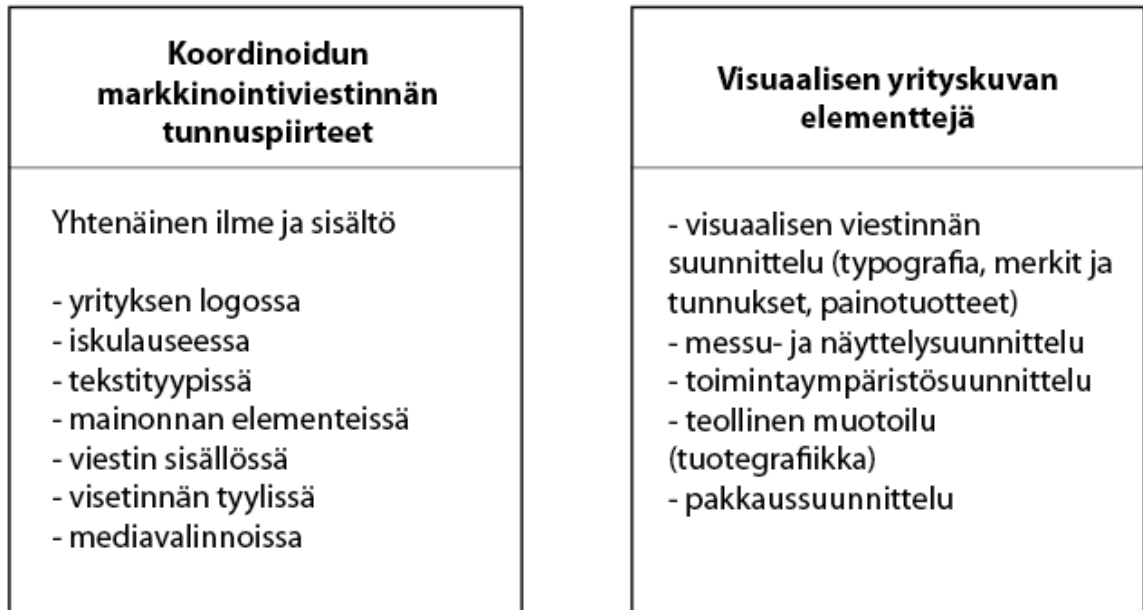 Koordinoidun
markkinointiviestinnän
tunnuspiirteet
Yhtenäinen ilme ja sisältö
- yrityksen logossa
- iskulauseessa
- tekstityypissä
- mainonnan elementeissä
- viestin sisällössä
- visetinnän tyylissä
- mediavalinnoissa
Visuaalisen yrityskuvan
elementtejä
- visuaalisen viestinnän
suunnittelu (typografia, merkit ja
tunnukset, painotuotteet)
- messu- ja näyttelysuunnittelu
- toimintaympäristösuunnittelu
- teollinen muotoilu
(tuotegrafiikka)
- pakkaussuunnittelu